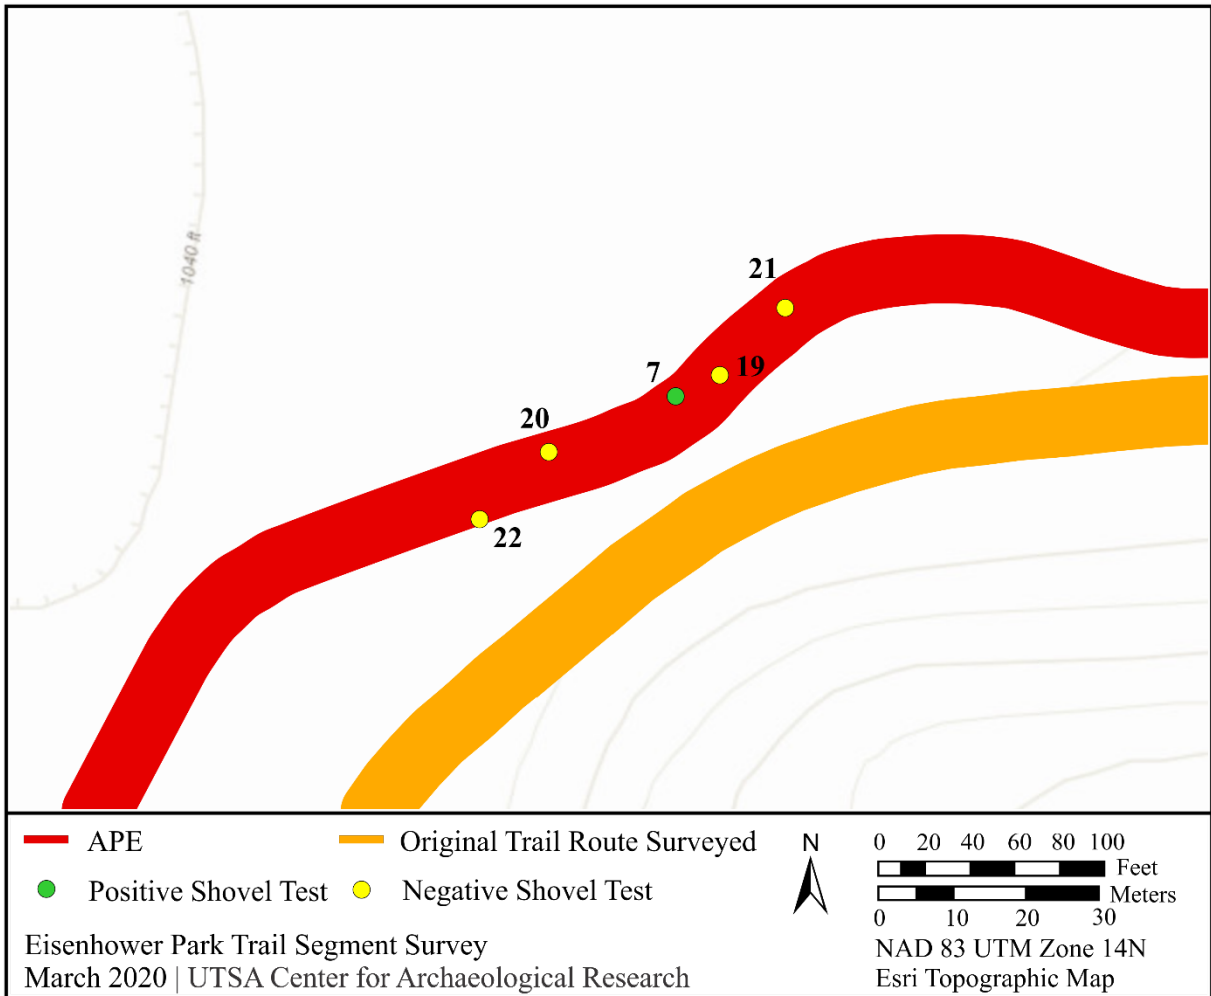 1040 ft
21
7
19
20
22
APE
Original Trail Route Surveyed
N
0 20 40 60 80 100
Feet
Positive Shovel Test
Negative Shovel Test
Meters
0 10 20 30
Eisenhower Park Trail Segment Survey
NAD 83 UTM Zone 14N
March 2020 | UTSA Center for Archaeological Research
Esri Topographic Map